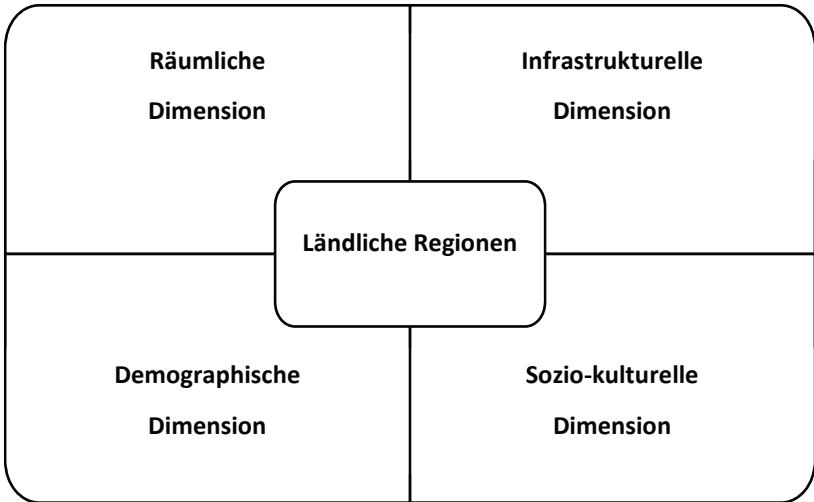 Räumliche
Dimension
Infrastrukturelle
Dimension
Ländliche Regionen
Demographische
Dimension
Sozio-kulturelle
Dimension